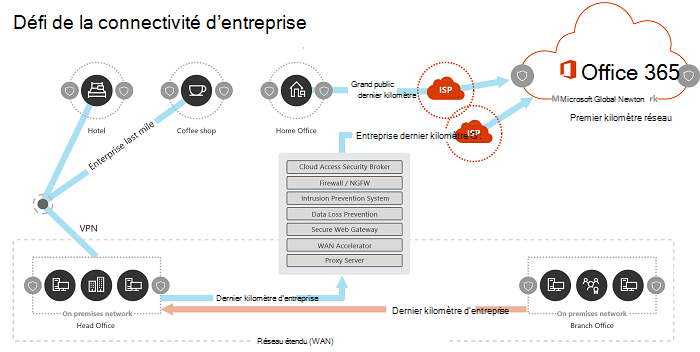 Défi de la connectivité d'entreprise
Office 365
Microsoft Global Newton rk
Premier kilomètre réseau
Grand public
dernier kilomètre
ISP
ISP
Hotel
Coffee shop
Home Office
Enterprise last mile
Entreprise dernier kilomètre
VPN
Cloud Access Security Broker
Firewall / NGFW
Intrusion Prevention System
Data Loss Prevention
Secure Web Gateway
WAN Accelerator
Proxy Server
Dernier kilomètre d'entreprise
Dernier kilomètre d'entreprise
On premises network
Head Office
On premises network
Branch Office
Réseau étendu (WAN)